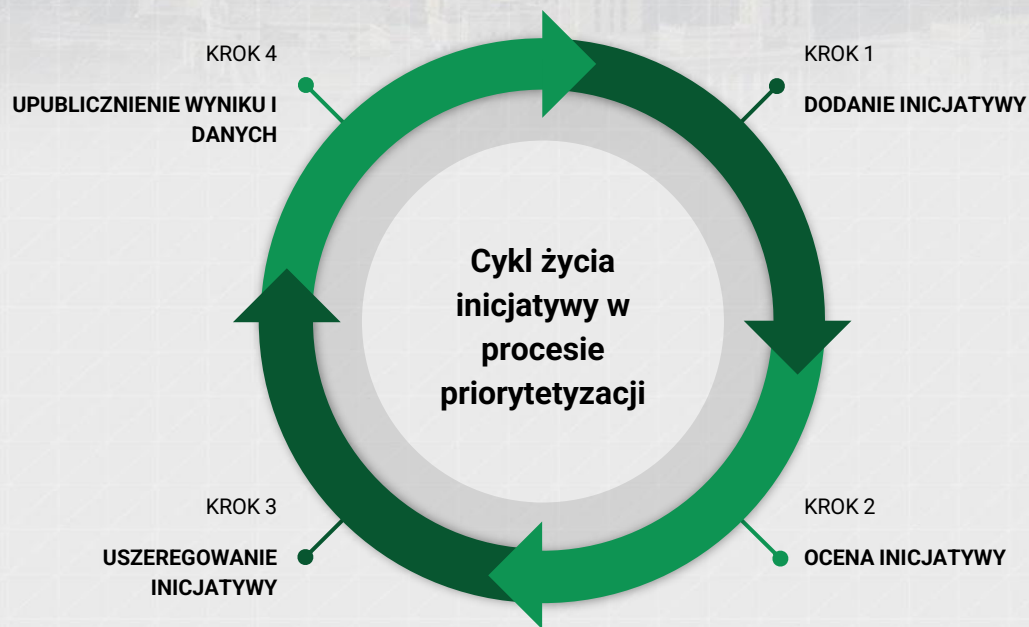 KROK 4
UPUBLICZNIENIE WYNIKU I
DANYCH
KROK 1
DODANIE INICJATYWY
Cykl życia
inicjatywy w
procesie
priorytetyzacji
KROK 3
USZEREGOWANIE
INICJATYWY
KROK 2
OCENA INICJATYWY